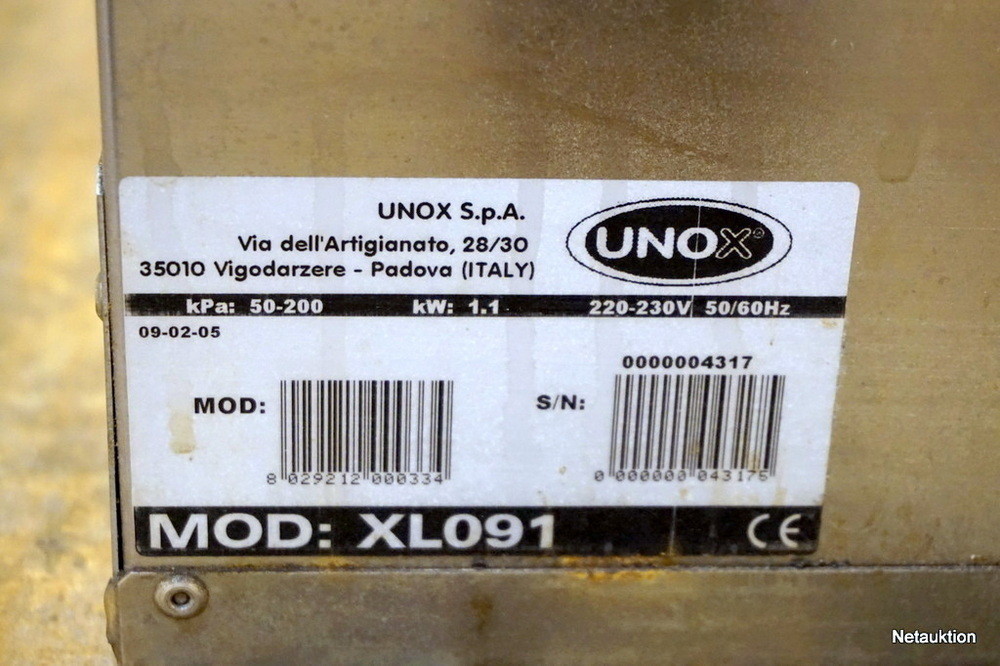 UNOX S.p.A.
Via dell'Artigianato, 28/30
35010 Vigodarzere - Padova (ITALY)
UNOX®
kPa: 50-200 kW: 1.1 220-230V 50/60Hz
09-02-05
0000004317
MOD: S/N:
8 029212 000334
0 000000 043175
MOD: XL091 CE
Netauktion